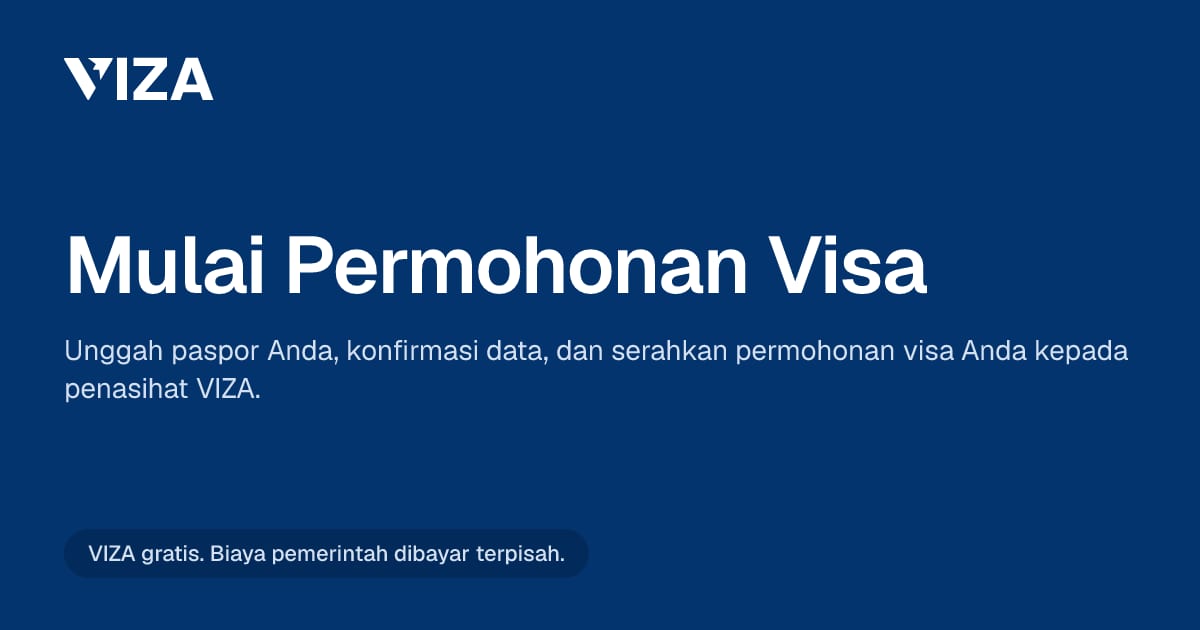 VIZA
Mulai Permohonan Visa
Unggah paspor Anda, konfirmasi data, dan serahkan permohonan visa Anda kepada
penasihat VIZA.
VIZA gratis. Biaya pemerintah dibayar terpisah.